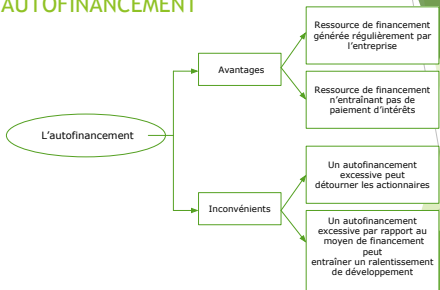 AUTOFINANCEMENT
Ressource de financement
générée régulièrement par
l'entreprise
Avantages
Ressource de financement
n'entraînant pas de
paiement d'intérêts
L'autofinancement
Un autofinancement
excessive peut
détourner les actionnaires
Inconvénients
Un autofinancement
excessive par rapport au
moyen de financement
peut
entraîner un ralentissement
de développement